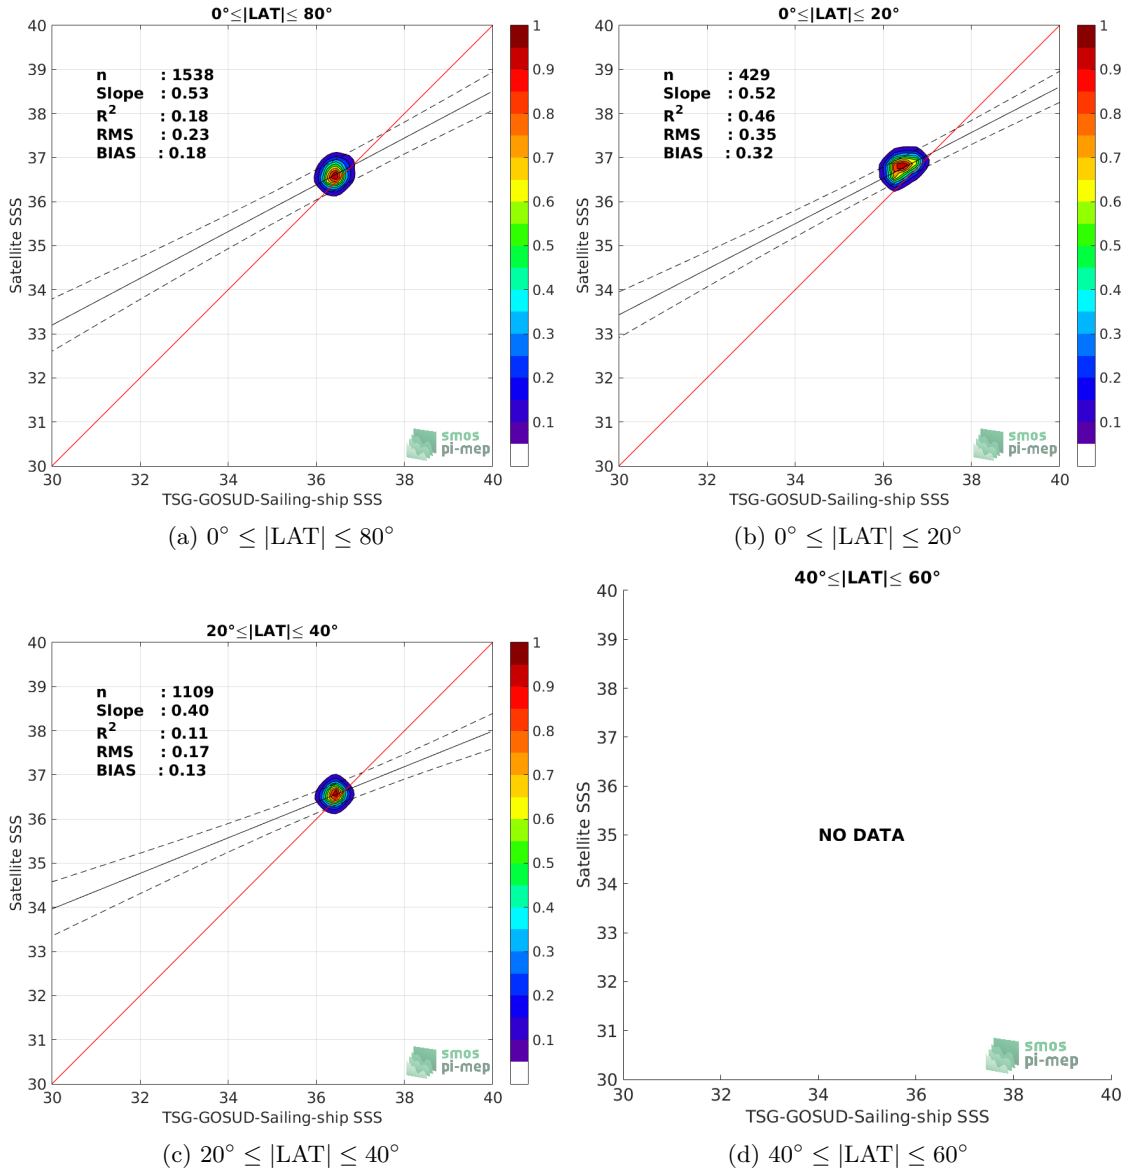 0°≤|LAT|≤ 80°
40
39
38
37
36
35
34
33
32
31
30
Satellite SSS
n : 1538
Slope : 0.53
R² : 0.18
RMS : 0.23
BIAS : 0.18
smos
pi-mep
30 32 34 36 38 40
TSG-GOSUD-Sailing-ship SSS
1
0.9
0.8
0.7
0.6
0.5
0.4
0.3
0.2
0.1
(a) 0° ≤ |LAT| ≤ 80°
0°≤|LAT|≤ 20°
40
39
38
37
36
35
34
33
32
31
30
Satellite SSS
n : 429
Slope : 0.52
R² : 0.46
RMS : 0.35
BIAS : 0.32
smos
pi-mep
30 32 34 36 38 40
TSG-GOSUD-Sailing-ship SSS
1
0.9
0.8
0.7
0.6
0.5
0.4
0.3
0.2
0.1
(b) 0° ≤ |LAT| ≤ 20°
20°≤|LAT|≤ 40°
40
39
38
37
36
35
34
33
32
31
30
Satellite SSS
n : 1109
Slope : 0.40
R² : 0.11
RMS : 0.17
BIAS : 0.13
smos
pi-mep
30 32 34 36 38 40
TSG-GOSUD-Sailing-ship SSS
1
0.9
0.8
0.7
0.6
0.5
0.4
0.3
0.2
0.1
(c) 20° ≤ |LAT| ≤ 40°
40°≤|LAT|≤ 60°
40
39
38
37
36
35
34
33
32
31
30
Satellite SSS
NO DATA
smos
pi-mep
30 32 34 36 38 40
TSG-GOSUD-Sailing-ship SSS
(d) 40° ≤ |LAT| ≤ 60°